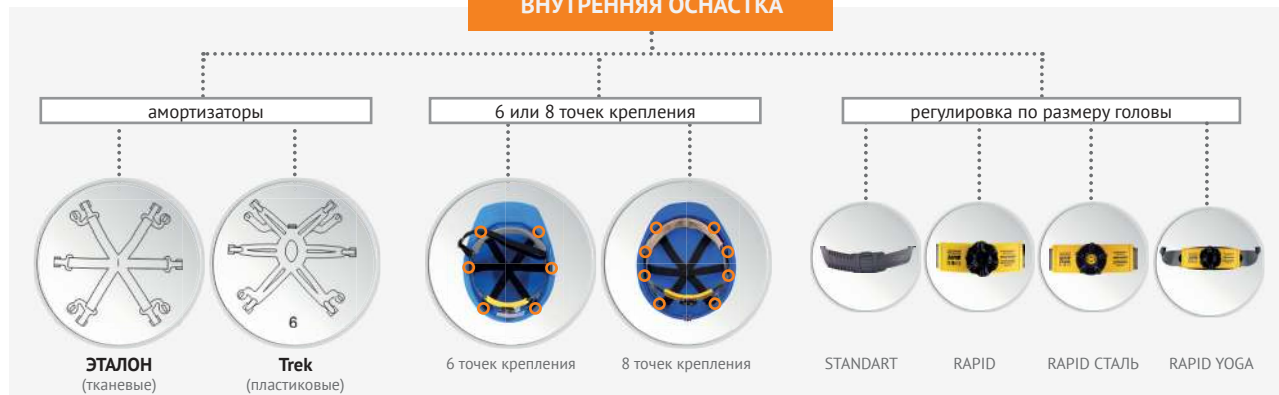 ВНУТРЕННЯЯ ОСНАСТКА
амортизаторы
6 или 8 точек крепления
регулировка по размеру головы
6
ЭТАЛОН
(тканевые)
Trek
(пластиковые)
6 точек крепления
8 точек крепления
STANDART
RAPID
RAPID СТАЛЬ
RAPID YOGA